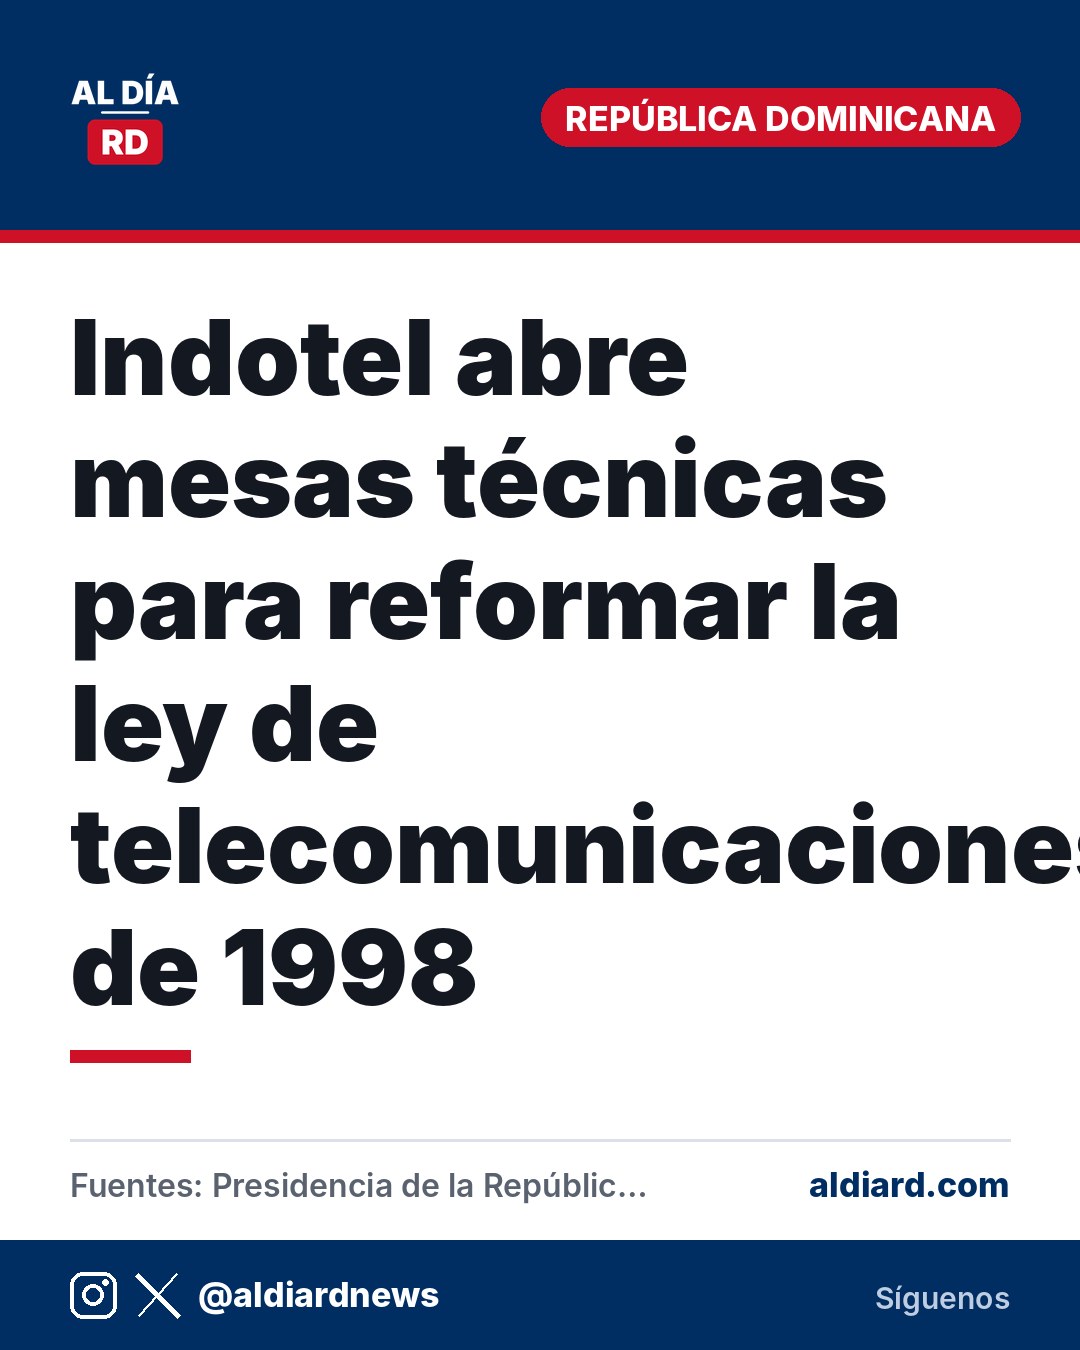 AL DÍA
RD
REPÚBLICA DOMINICANA
Indotel abre
mesas técnicas
para reformar la
ley de
telecomunicaciones
de 1998
Fuentes: Presidencia de la Repúblic...
aldiard.com
@aldiardnews
Síguenos